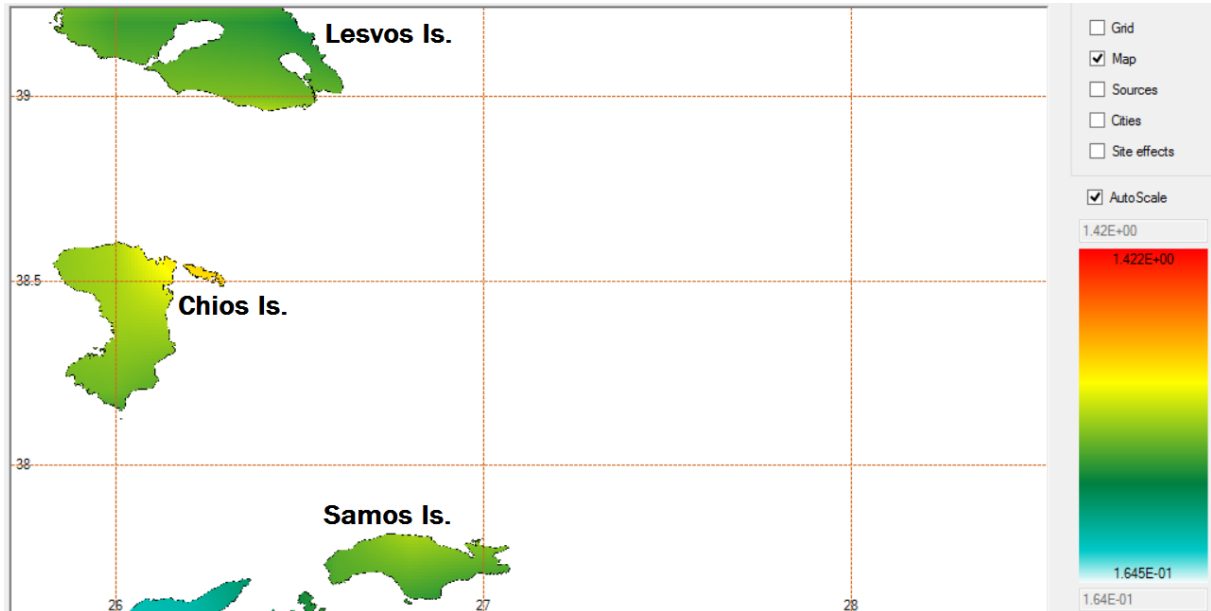 Lesvos Is.
39
38.5
Chios Is.
38
Samos Is.
26
27
28
Grid
Map
Sources
Cities
Site effects
AutoScale
1.42E+00
1.422E+00
1.645E-01
1.64E-01